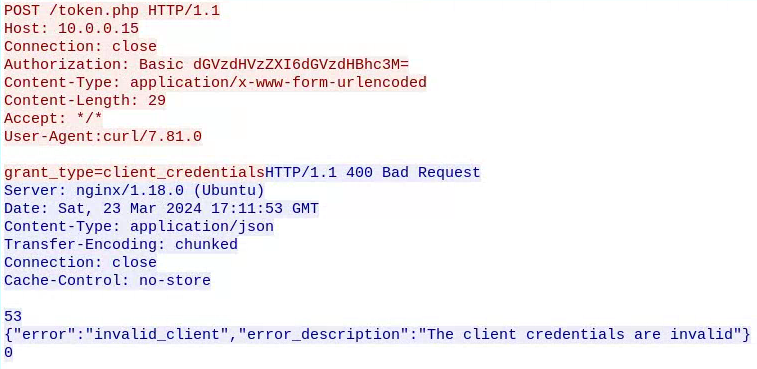 POST /token.php HTTP/1.1
Host: 10.0.0.15
Connection: close
Authorization: Basic dGVzdHVzZXI6dGVzdHBhc3M=
Content-Type: application/x-www-form-urlencoded
Content-Length: 29
Accept: */*
User-Agent:curl/7.81.0
grant_type=client_credentialsHTTP/1.1 400 Bad Request
Server: nginx/1.18.0 (Ubuntu)
Date: Sat, 23 Mar 2024 17:11:53 GMT
Content-Type: application/json
Transfer-Encoding: chunked
Connection: close
Cache-Control: no-store
53
{"error":"invalid_client","error_description":"The client credentials are invalid"}
0